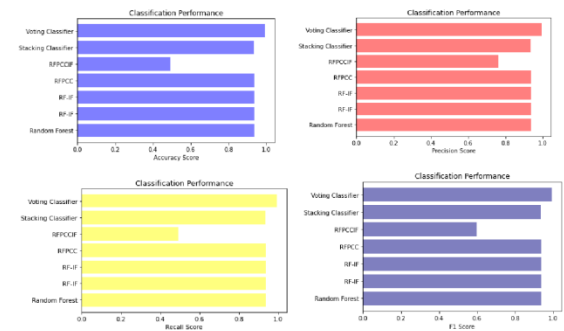 Classification Performance
Voting Classifier
Stacking Classifier
RFPCCIF
RFPCC
RF-IF
RF-IF
Random Forest
0.0 0.2 0.4 0.6 0.8 1.0
Accuracy Score
Classification Performance
Voting Classifier
Stacking Classifier
RFPCCIF
RFPCC
RF-IF
RF-IF
Random Forest
0.0 0.2 0.4 0.6 0.8 1.0
Precision Score
Classification Performance
Voting Classifier
Stacking Classifier
RFPCCIF
RFPCC
RF-IF
RF-IF
Random Forest
0.0 0.2 0.4 0.6 0.8 1.0
Recall Score
Classification Performance
Voting Classifier
Stacking Classifier
RFPCCIF
RFPCC
RF-IF
RF-IF
Random Forest
0.0 0.2 0.4 0.6 0.8 1.0
F1 Score